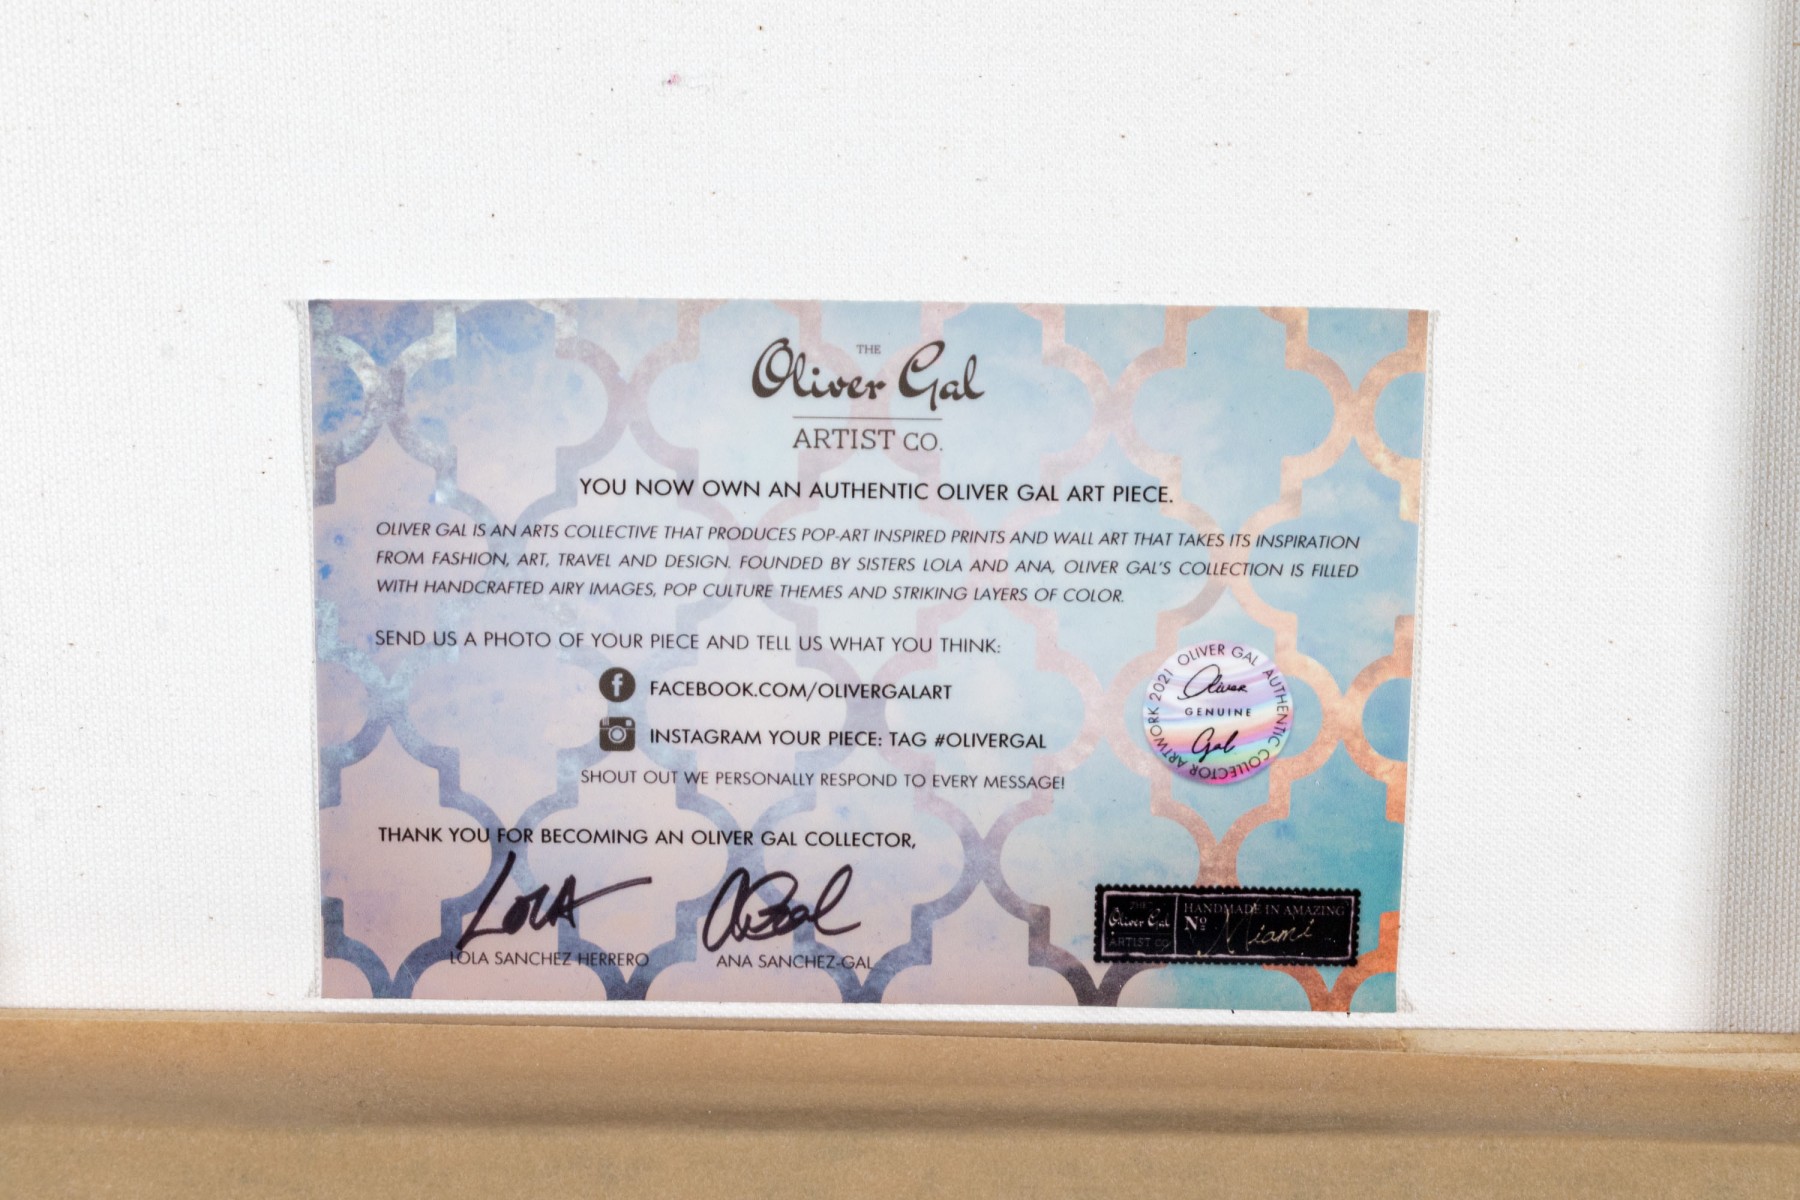 THE
Oliver Gal
ARTIST CO.
YOU NOW OWN AN AUTHENTIC OLIVER GAL ART PIECE.
OLIVER GAL IS AN ARTS COLLECTIVE THAT PRODUCES POP-ART INSPIRED PRINTS AND WALL ART THAT TAKES ITS INSPIRATION
FROM FASHION, ART, TRAVEL AND DESIGN. FOUNDED BY SISTERS LOLA AND ANA, OLIVER GAL'S COLLECTION IS FILLED
WITH HANDCRAFTED AIRY IMAGES, POP CULTURE THEMES AND STRIKING LAYERS OF COLOR.
SEND US A PHOTO OF YOUR PIECE AND TELL US WHAT YOU THINK:
f FACEBOOK.COM/OLIVERGALART
INSTAGRAM YOUR PIECE: TAG #OLIVERGAL
SHOUT OUT WE PERSONALLY RESPOND TO EVERY MESSAGE!
OLIVER GAL AUTHENTIC COLLECTOR ARTWORK 2021
Oliver
GENUINE
Gal
THANK YOU FOR BECOMING AN OLIVER GAL COLLECTOR,
LOLA
ABGal
LOLA SANCHEZ HERRERO
ANA SANCHEZ-GAL
THE
Oliver Gal
ARTIST CO
HANDMADE IN AMAZING
Nº Miami